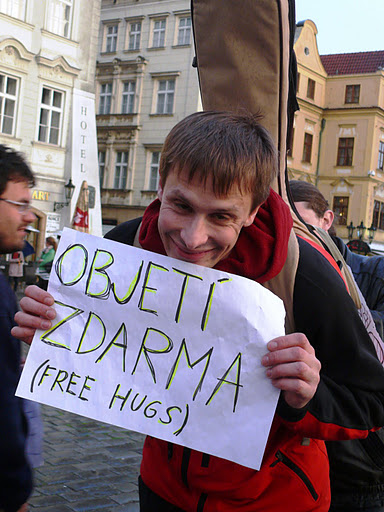 OBJETÍ
ZDARMA
(FREE HUGS)
HOTEL